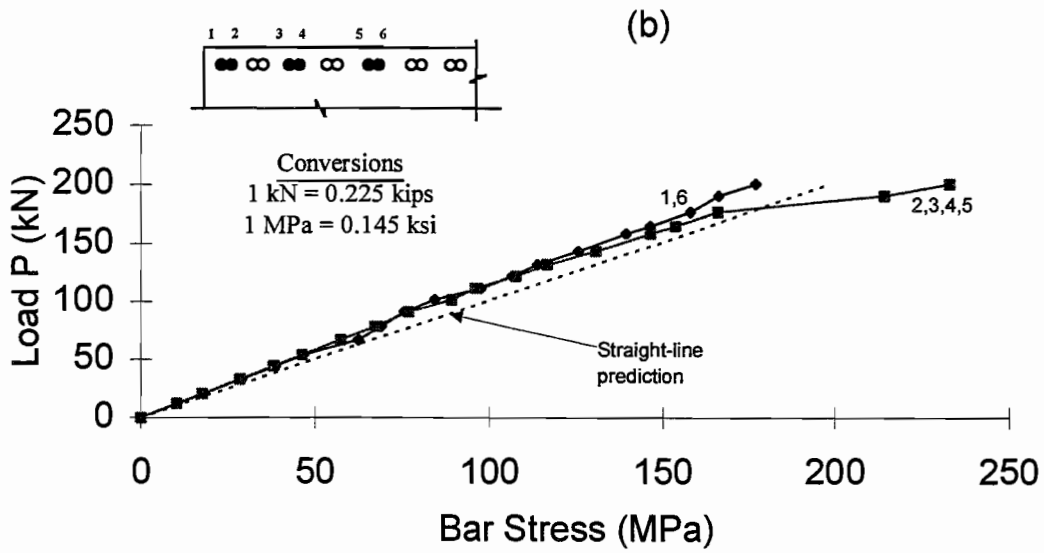 (b)
1 2 3 4 5 6
Conversions
1 kN = 0.225 kips
1 MPa = 0.145 ksi
Load P (kN)
250
200
150
100
50
0
1,6
2,3,4,5
Straight-line
prediction
0 50 100 150 200 250
Bar Stress (MPa)